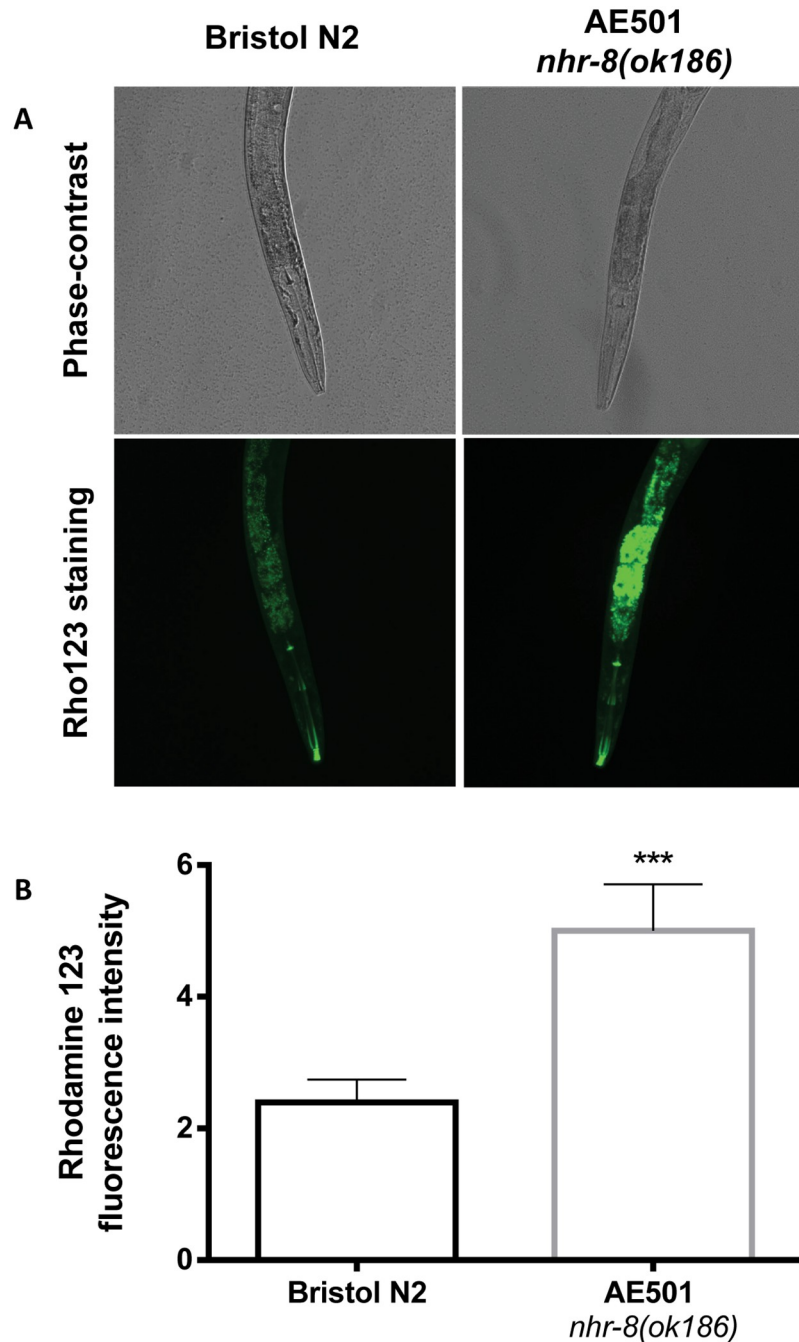 Bristol N2
AE501
nhr-8(ok186)
A
Phase-contrast
Rho123 staining
B
Rhodamine 123
fluorescence intensity
6
4
2
0
***
Bristol N2
AE501
nhr-8(ok186)